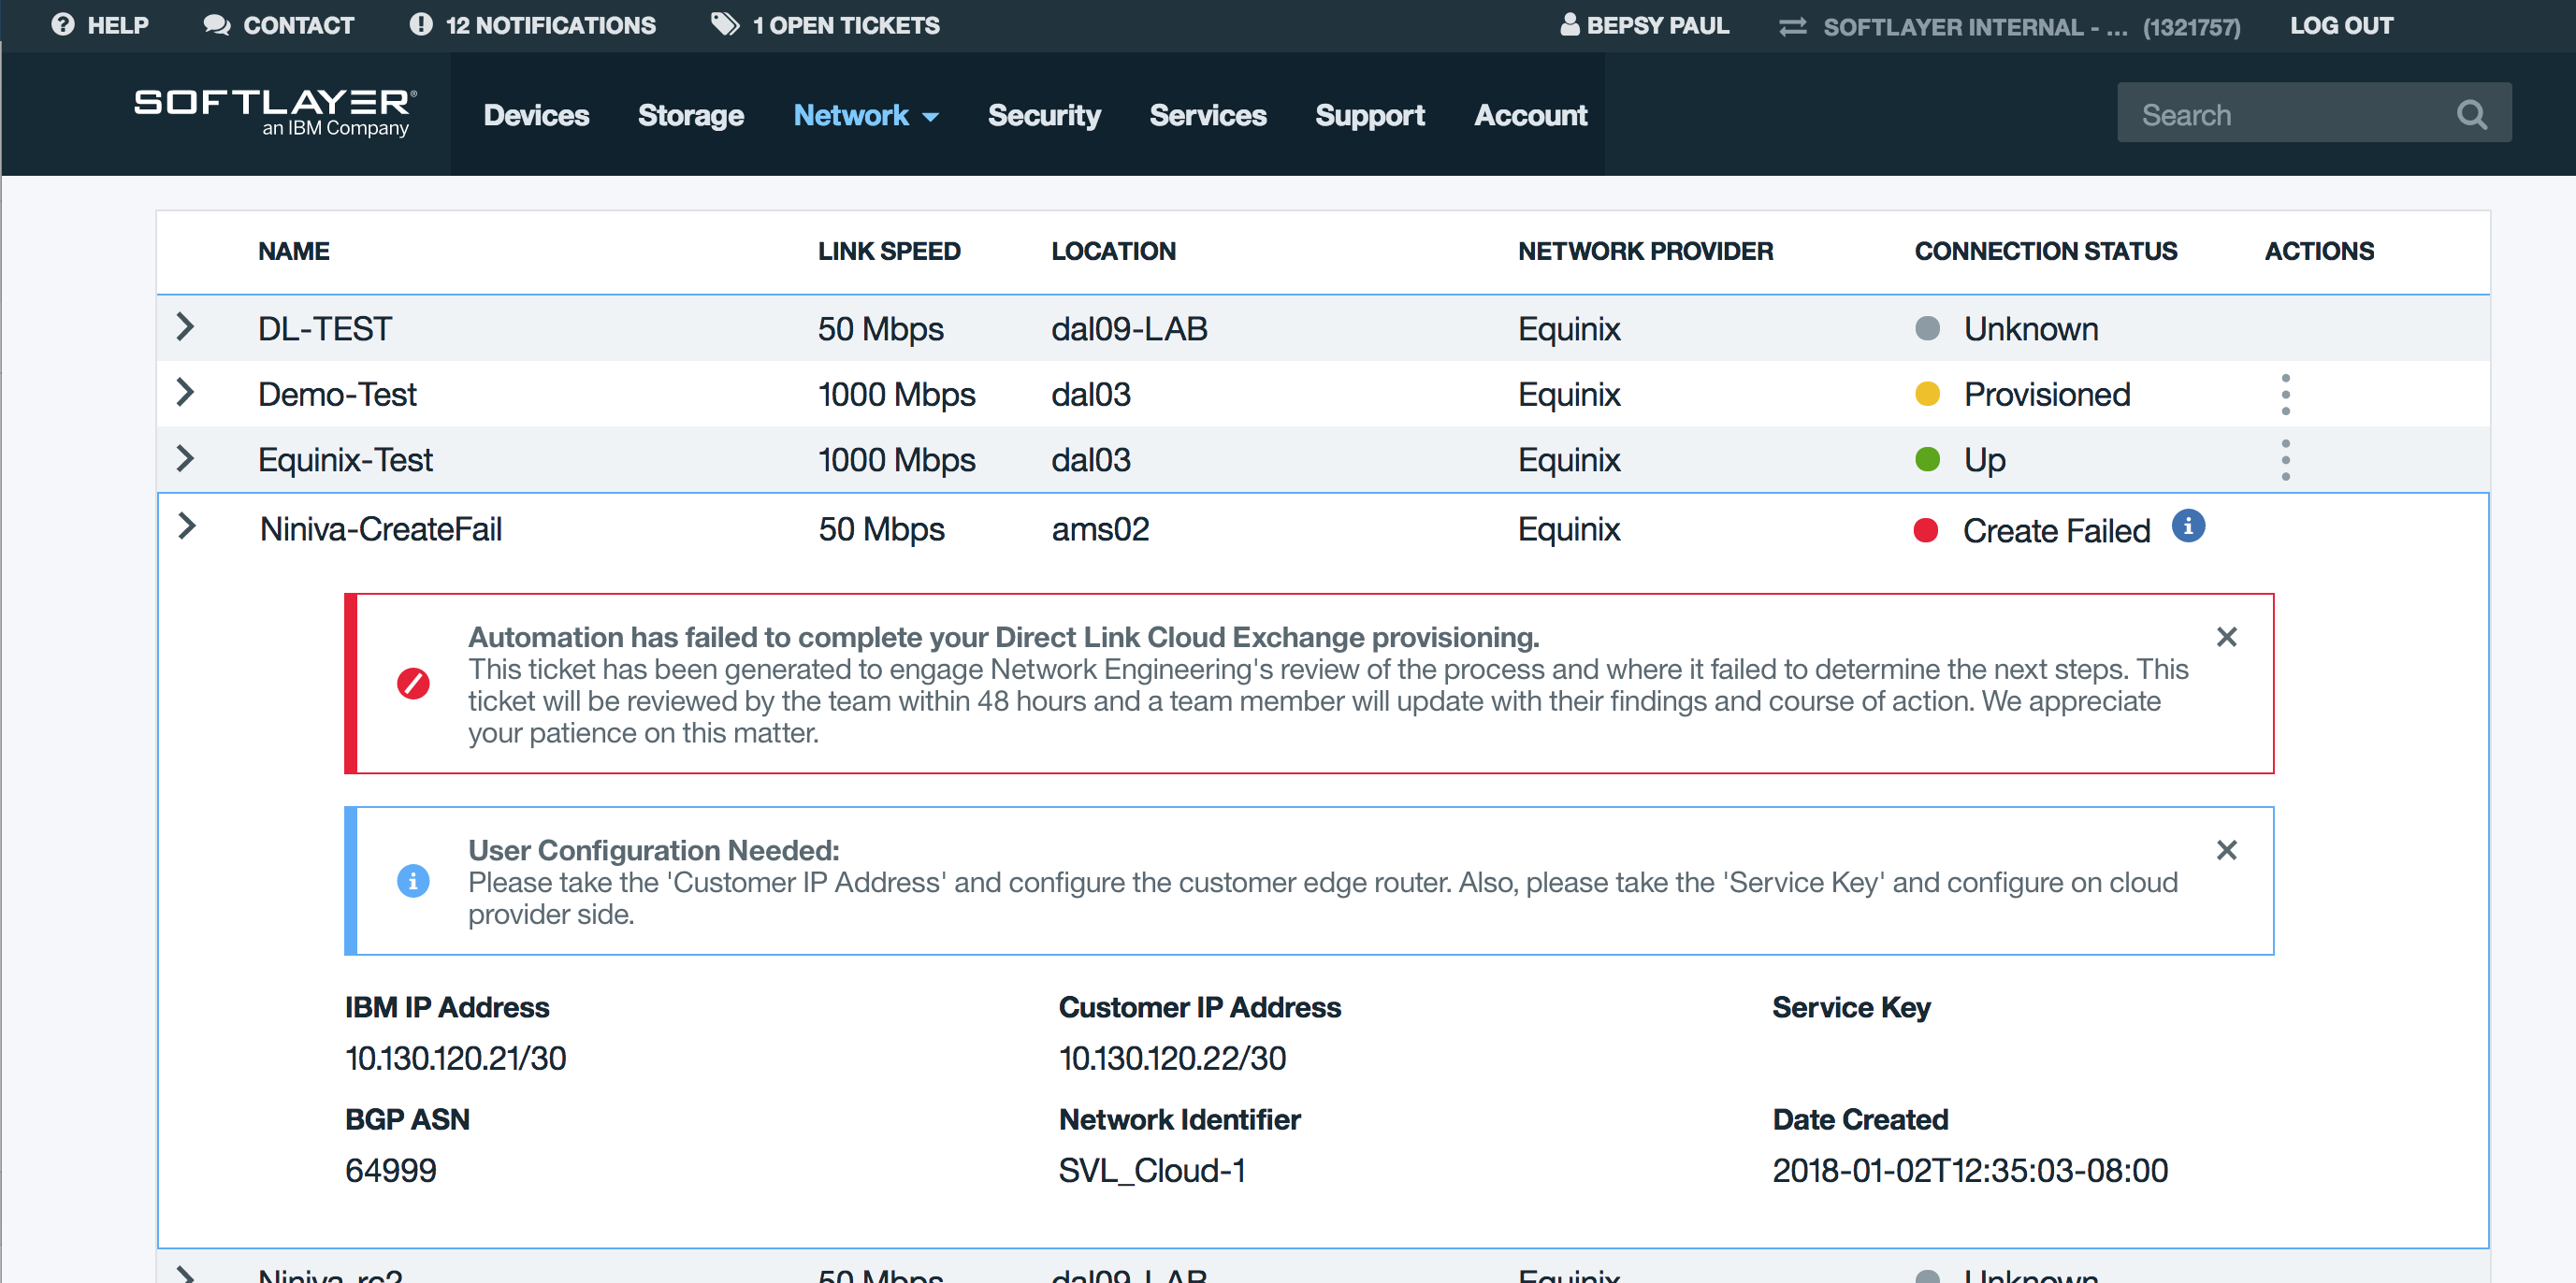 HELP CONTACT 12 NOTIFICATIONS 1 OPEN TICKETS BEPSY PAUL SOFTLAYER INTERNAL - ... (1321757) LOG OUT
SOFTLAYER®
an IBM Company
Devices Storage Network Security Services Support Account Search
NAME LINK SPEED LOCATION NETWORK PROVIDER CONNECTION STATUS ACTIONS
DL-TEST 50 Mbps dal09-LAB Equinix Unknown
Demo-Test 1000 Mbps dal03 Equinix Provisioned
Equinix-Test 1000 Mbps dal03 Equinix Up
Niniva-CreateFail 50 Mbps ams02 Equinix Create Failed
Automation has failed to complete your Direct Link Cloud Exchange provisioning.
This ticket has been generated to engage Network Engineering's review of the process and where it failed to determine the next steps. This
ticket will be reviewed by the team within 48 hours and a team member will update with their findings and course of action. We appreciate
your patience on this matter.
User Configuration Needed:
Please take the 'Customer IP Address' and configure the customer edge router. Also, please take the 'Service Key' and configure on cloud
provider side.
IBM IP Address Customer IP Address Service Key
10.130.120.21/30 10.130.120.22/30
BGP ASN Network Identifier Date Created
64999 SVL_Cloud-1 2018-01-02T12:35:03-08:00
Niniva-rc2 50 Mbps dal09-LAB Equinix Unknown